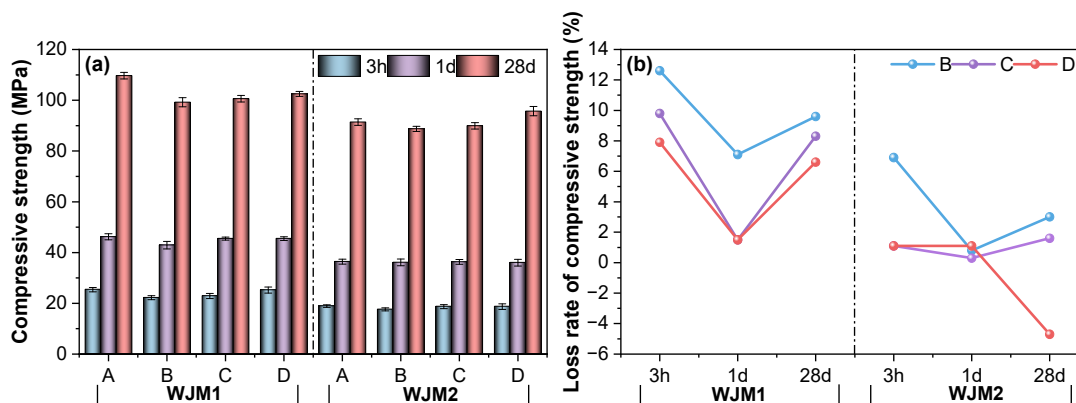 (a)
3h 1d 28d
Compressive strength (MPa)
120
100
80
60
40
20
0
A B C D A B C D
WJM1 WJM2
(b)
B C D
Loss rate of compressive strength (%)
14
12
10
8
6
4
2
0
−2
−4
−6
3h 1d 28d 3h 1d 28d
WJM1 WJM2